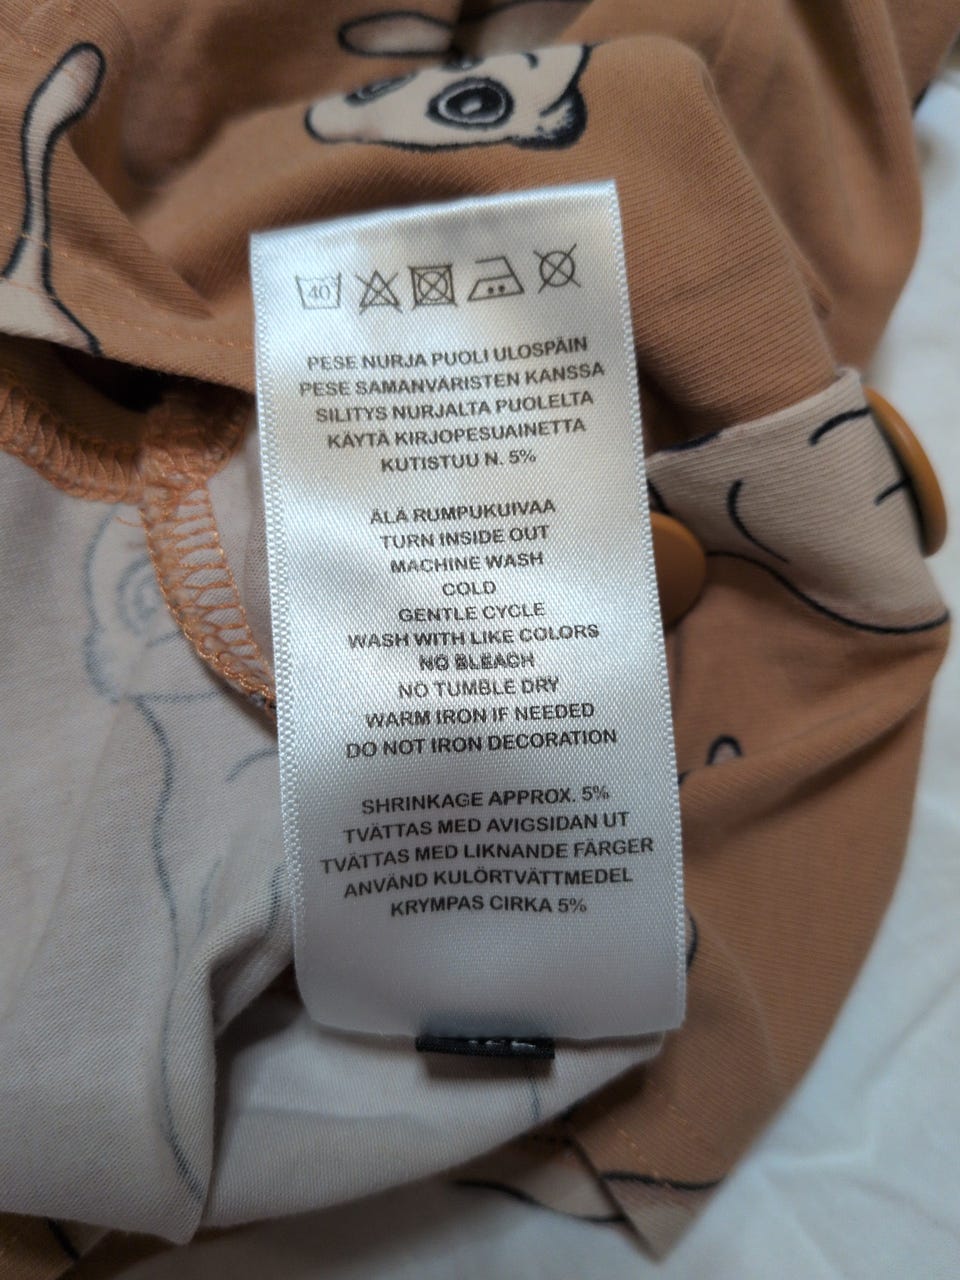 40
PESE NURJA PUOLI ULOSPÄIN
PESE SAMANVÄRISTEN KANSSA
SILITYS NURJALTA PUOLELTA
KÄYTÄ KIRJOPESUAINETTA
KUTISTUU N. 5%
ÄLÄ RUMPUKUIVAA
TURN INSIDE OUT
MACHINE WASH
COLD
GENTLE CYCLE
WASH WITH LIKE COLORS
NO BLEACH
NO TUMBLE DRY
WARM IRON IF NEEDED
DO NOT IRON DECORATION
SHRINKAGE APPROX. 5%
TVÄTTAS MED AVIGSIDAN UT
TVÄTTAS MED LIKNANDE FÄRGER
ANVÄND KULÖRTVÄTTMEDEL
KRYMPAS CIRKA 5%